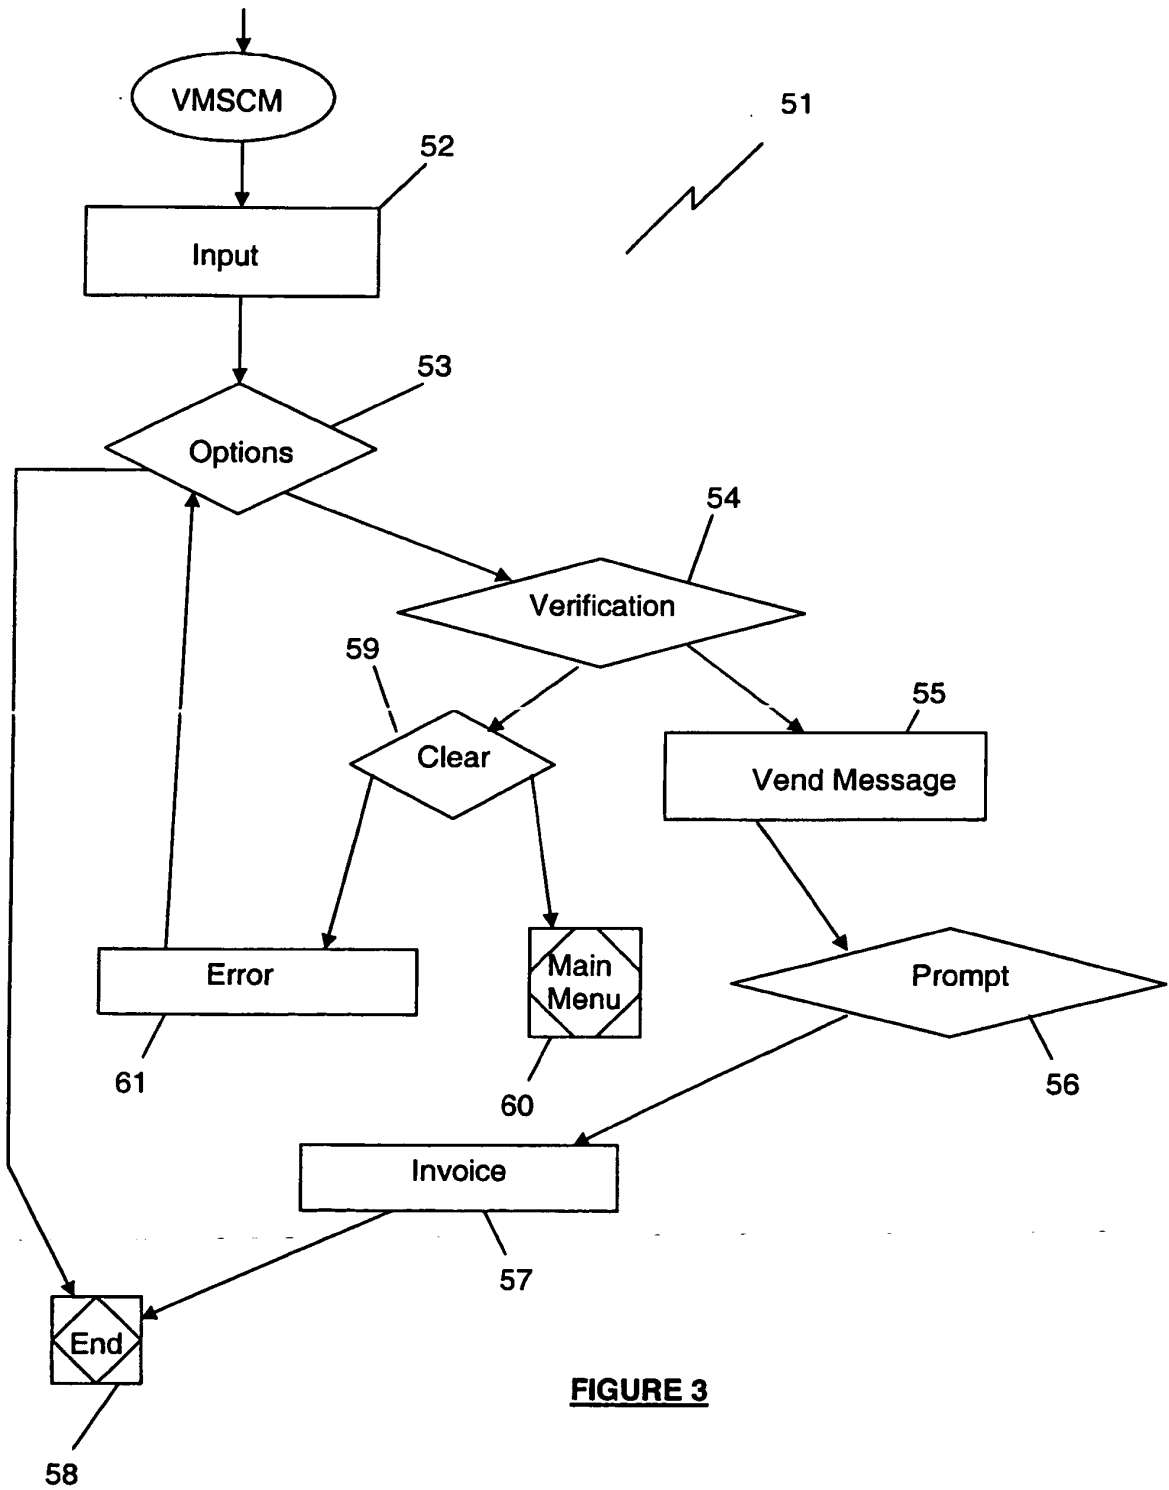 VMSCM
51
52
Input
53
Options
54
Verification
59
55
Clear
Vend Message
Error
Main
Menu
Prompt
61
60
56
Invoice
57
End
FIGURE 3
58